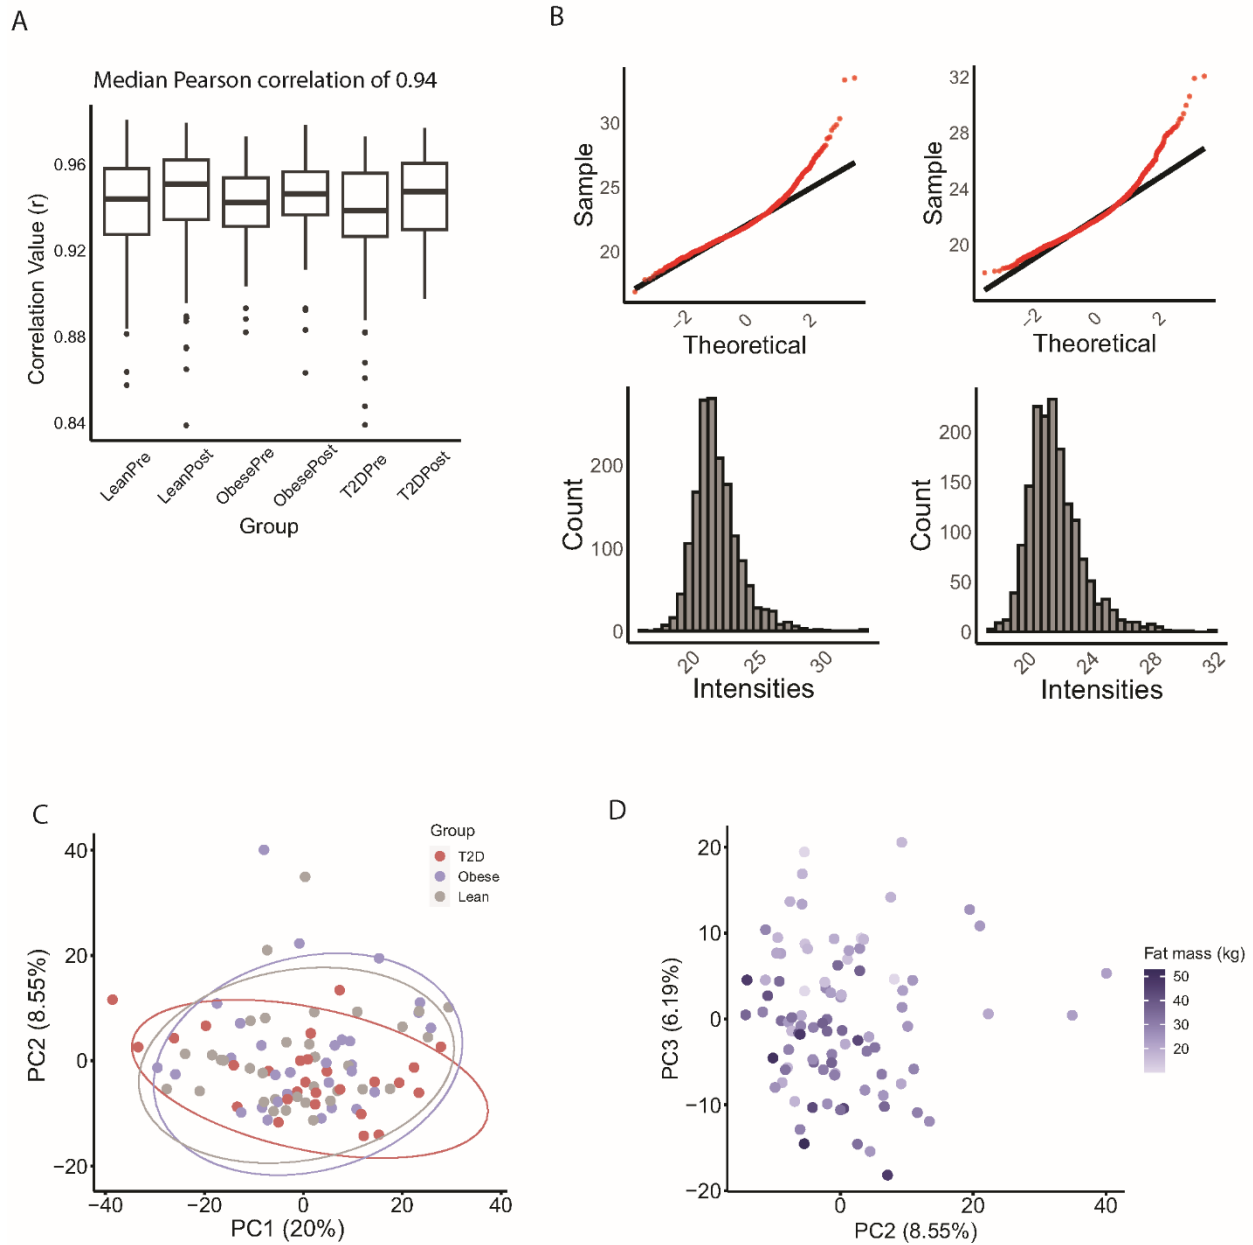 A
Median Pearson correlation of 0.94
Correlation Value (r)
0.96
0.92
0.88
0.84
LeanPre
LeanPost
ObesePre
ObesePost
T2DPre
T2DPost
Group
B
Sample
30
25
20
−2
0
2
Theoretical
Sample
32
28
24
20
−2
0
2
Theoretical
Count
200
100
0
20
25
30
Intensities
Count
200
150
100
50
0
20
24
28
32
Intensities
C
Group
T2D
Obese
Lean
PC2 (8.55%)
40
20
0
−20
−40
−20
0
20
40
PC1 (20%)
D
PC3 (6.19%)
20
10
0
−10
−20
0
20
40
PC2 (8.55%)
Fat mass (kg)
50
40
30
20